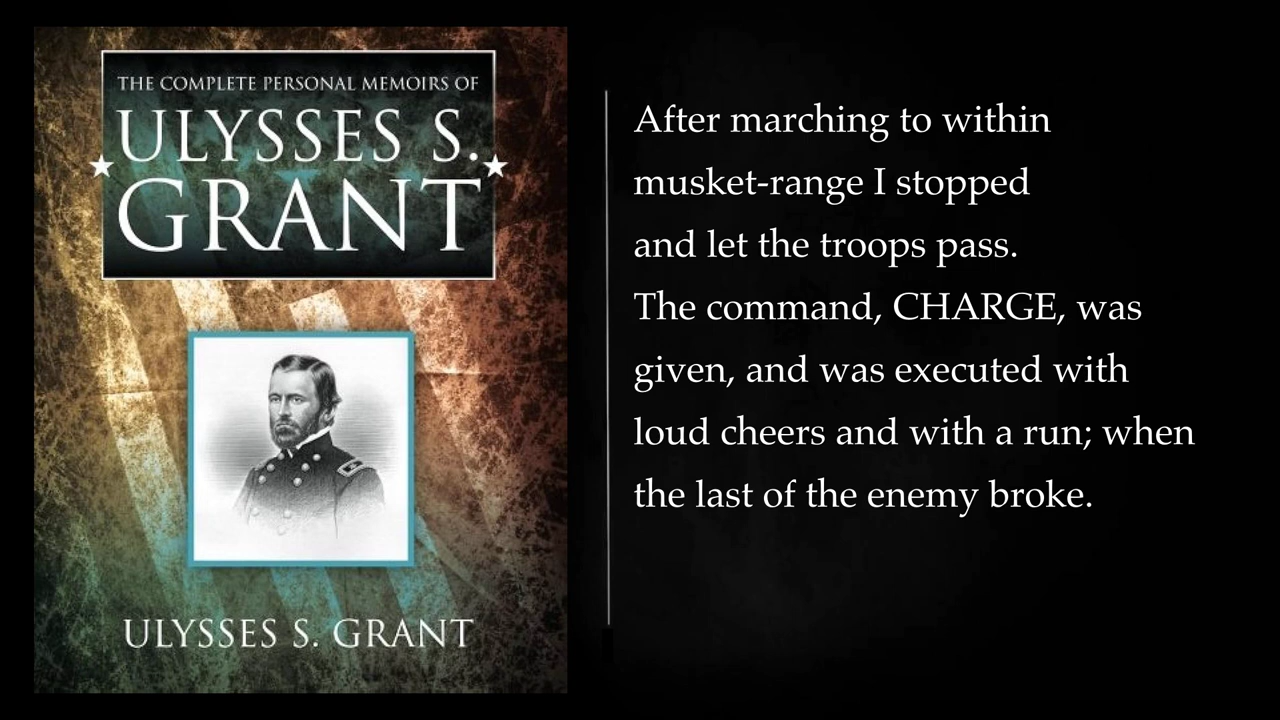 THE COMPLETE PERSONAL MEMOIRS OF
ULYSSES S.
GRANT
ULYSSES S. GRANT
After marching to within
musket-range I stopped
and let the troops pass.
The command, CHARGE, was
given, and was executed with
loud cheers and with a run; when
the last of the enemy broke.